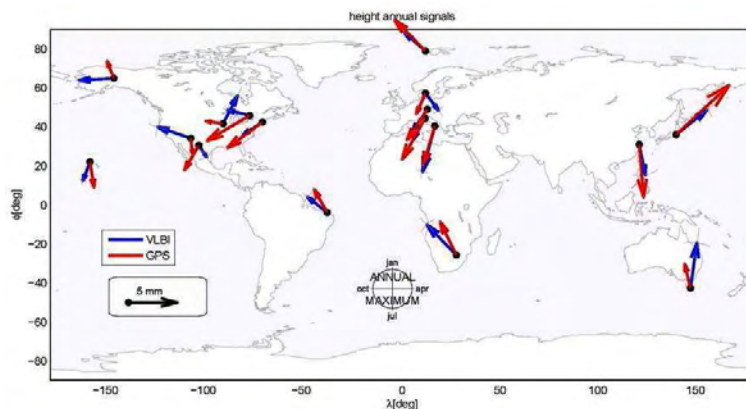 height annual signals
80
60
40
20
0
−20
−40
−60
−80
φ[deg]
VLBI
GPS
5 mm
jan
ANNUAL
oct
apr
MAXIMUM
jul
−150
−100
−50
0
50
100
150
λ[deg]